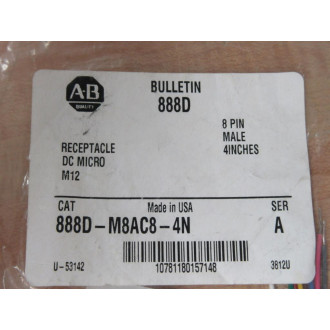 A-B
QUALITY
BULLETIN
888D
8 PIN
MALE
4INCHES
RECEPTACLE
DC MICRO
M12
CAT
Made in USA
SER
888D-M8AC8-4N
A
U-53142
10781180157148
3812U